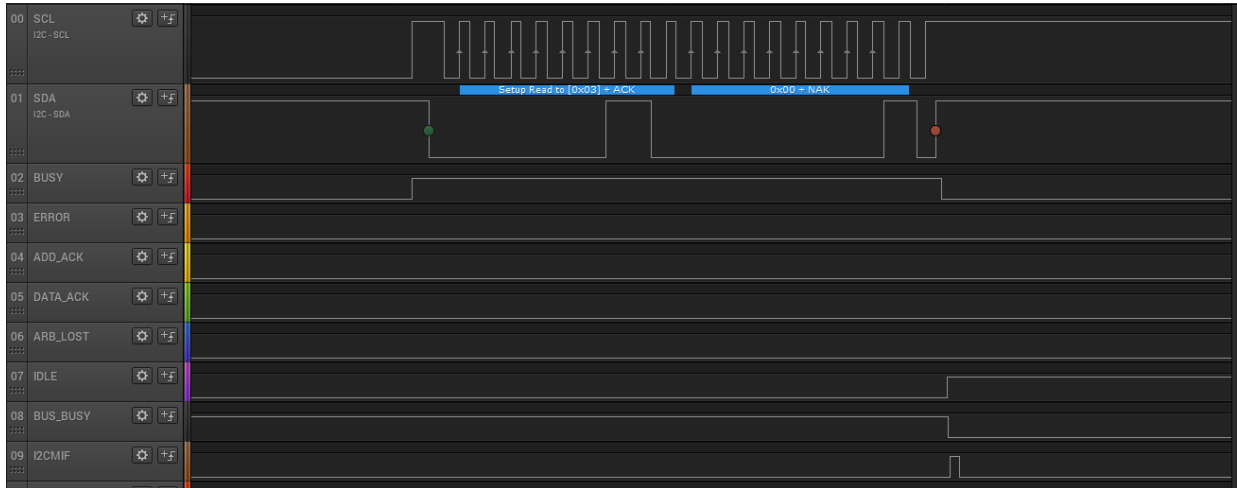 00 SCL
I2C - SCL
Setup Read to [0x03] + ACK
0x00 + NAK
01 SDA
I2C - SDA
02 BUSY
03 ERROR
04 ADD_ACK
05 DATA_ACK
06 ARB_LOST
07 IDLE
08 BUS_BUSY
09 I2CMIF